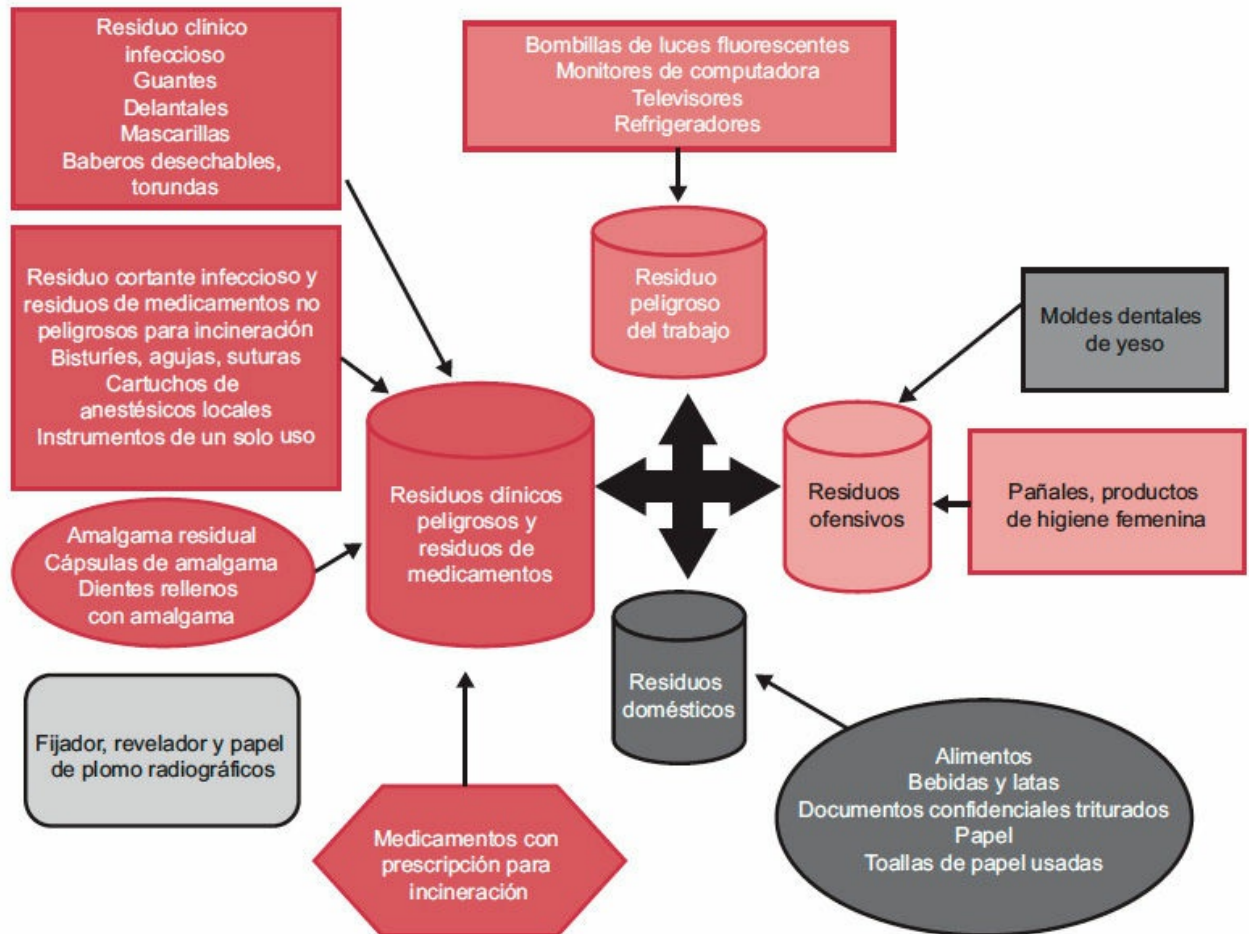 Residuo clínico
infeccioso
Guantes
Delantales
Mascarillas
Baberos desechables,
torundas
Bombillas de luces fluorescentes
Monitores de computadora
Televisores
Refrigeradores
Residuo cortante infeccioso y
residuos de medicamentos no
peligrosos para incineración
Bisturíes, agujas, suturas
Cartuchos de
anestésicos locales
Instrumentos de un solo uso
Residuo
peligroso
del trabajo
Moldes dentales
de yeso
Residuos clínicos
peligrosos y
residuos de
medicamentos
Residuos
ofensivos
Pañales, productos
de higiene femenina
Amalgama residual
Cápsulas de amalgama
Dientes rellenos
con amalgama
Residuos
domésticos
Fijador, revelador y papel
de plomo radiográficos
Alimentos
Bebidas y latas
Documentos confidenciales triturados
Papel
Toallas de papel usadas
Medicamentos con
prescripción para
incineración